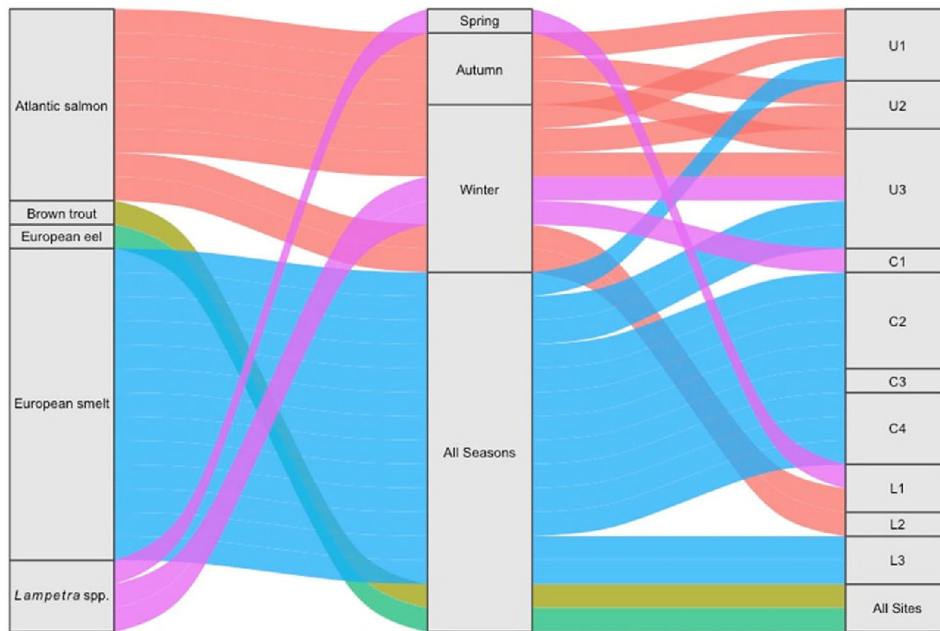 Atlantic salmon
Brown trout
European eel
European smelt
Lampetra spp.
Spring
Autumn
Winter
All Seasons
U1
U2
U3
C1
C2
C3
C4
L1
L2
L3
All Sites